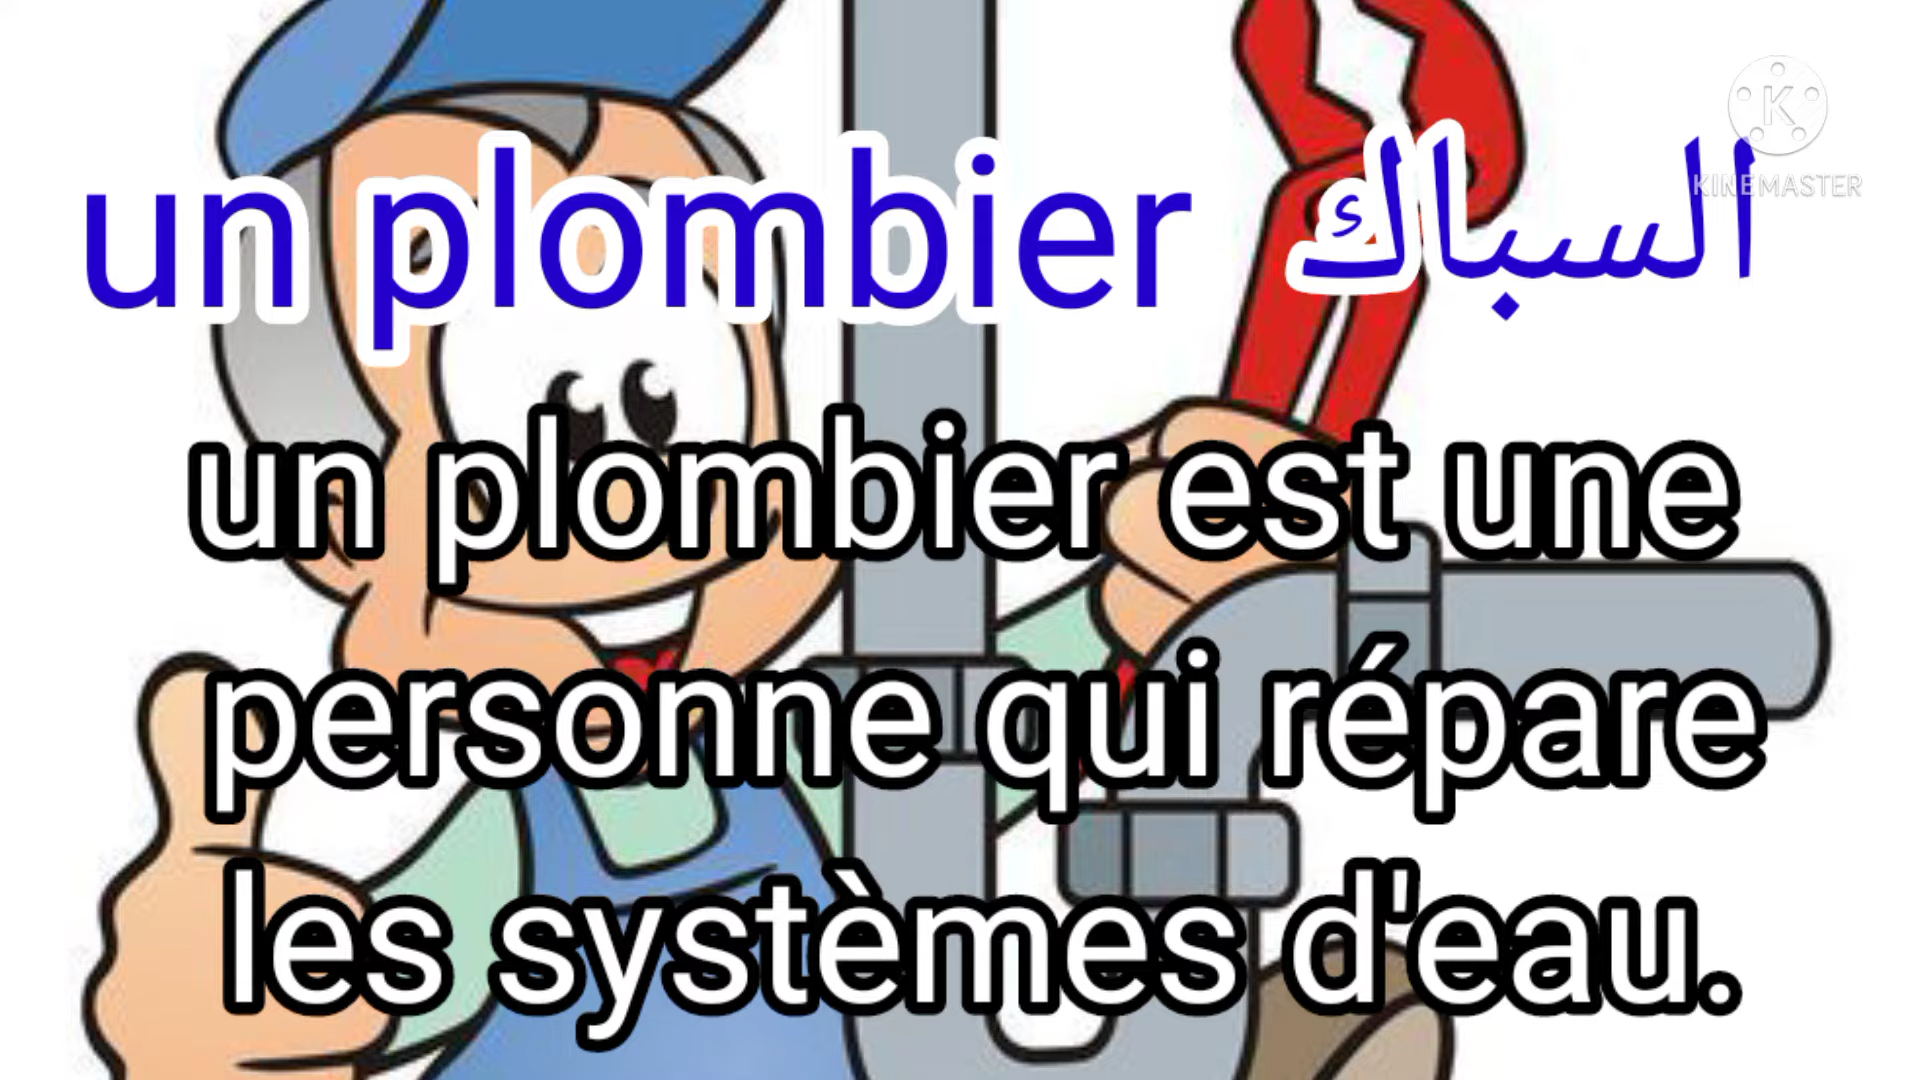 un plombier السباك
un plombier est une
personne qui répare
les systèmes d'eau.
K
KINEMASTER